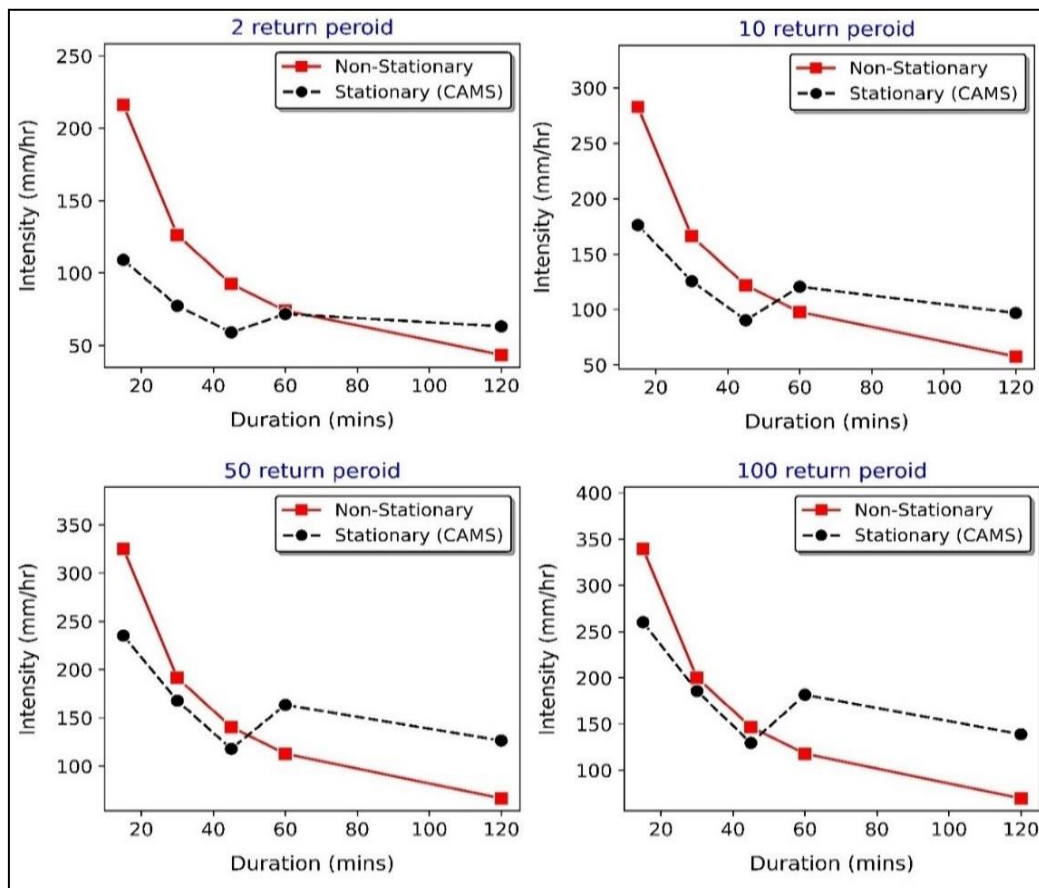 2 return peroid
250
200
150
100
50
20 40 60 80 100 120
Intensity (mm/hr)
Duration (mins)
Non-Stationary
Stationary (CAMS)
10 return peroid
300
250
200
150
100
50
20 40 60 80 100 120
Intensity (mm/hr)
Duration (mins)
Non-Stationary
Stationary (CAMS)
50 return peroid
350
300
250
200
150
100
20 40 60 80 100 120
Intensity (mm/hr)
Duration (mins)
Non-Stationary
Stationary (CAMS)
100 return peroid
400
350
300
250
200
150
100
20 40 60 80 100 120
Intensity (mm/hr)
Duration (mins)
Non-Stationary
Stationary (CAMS)